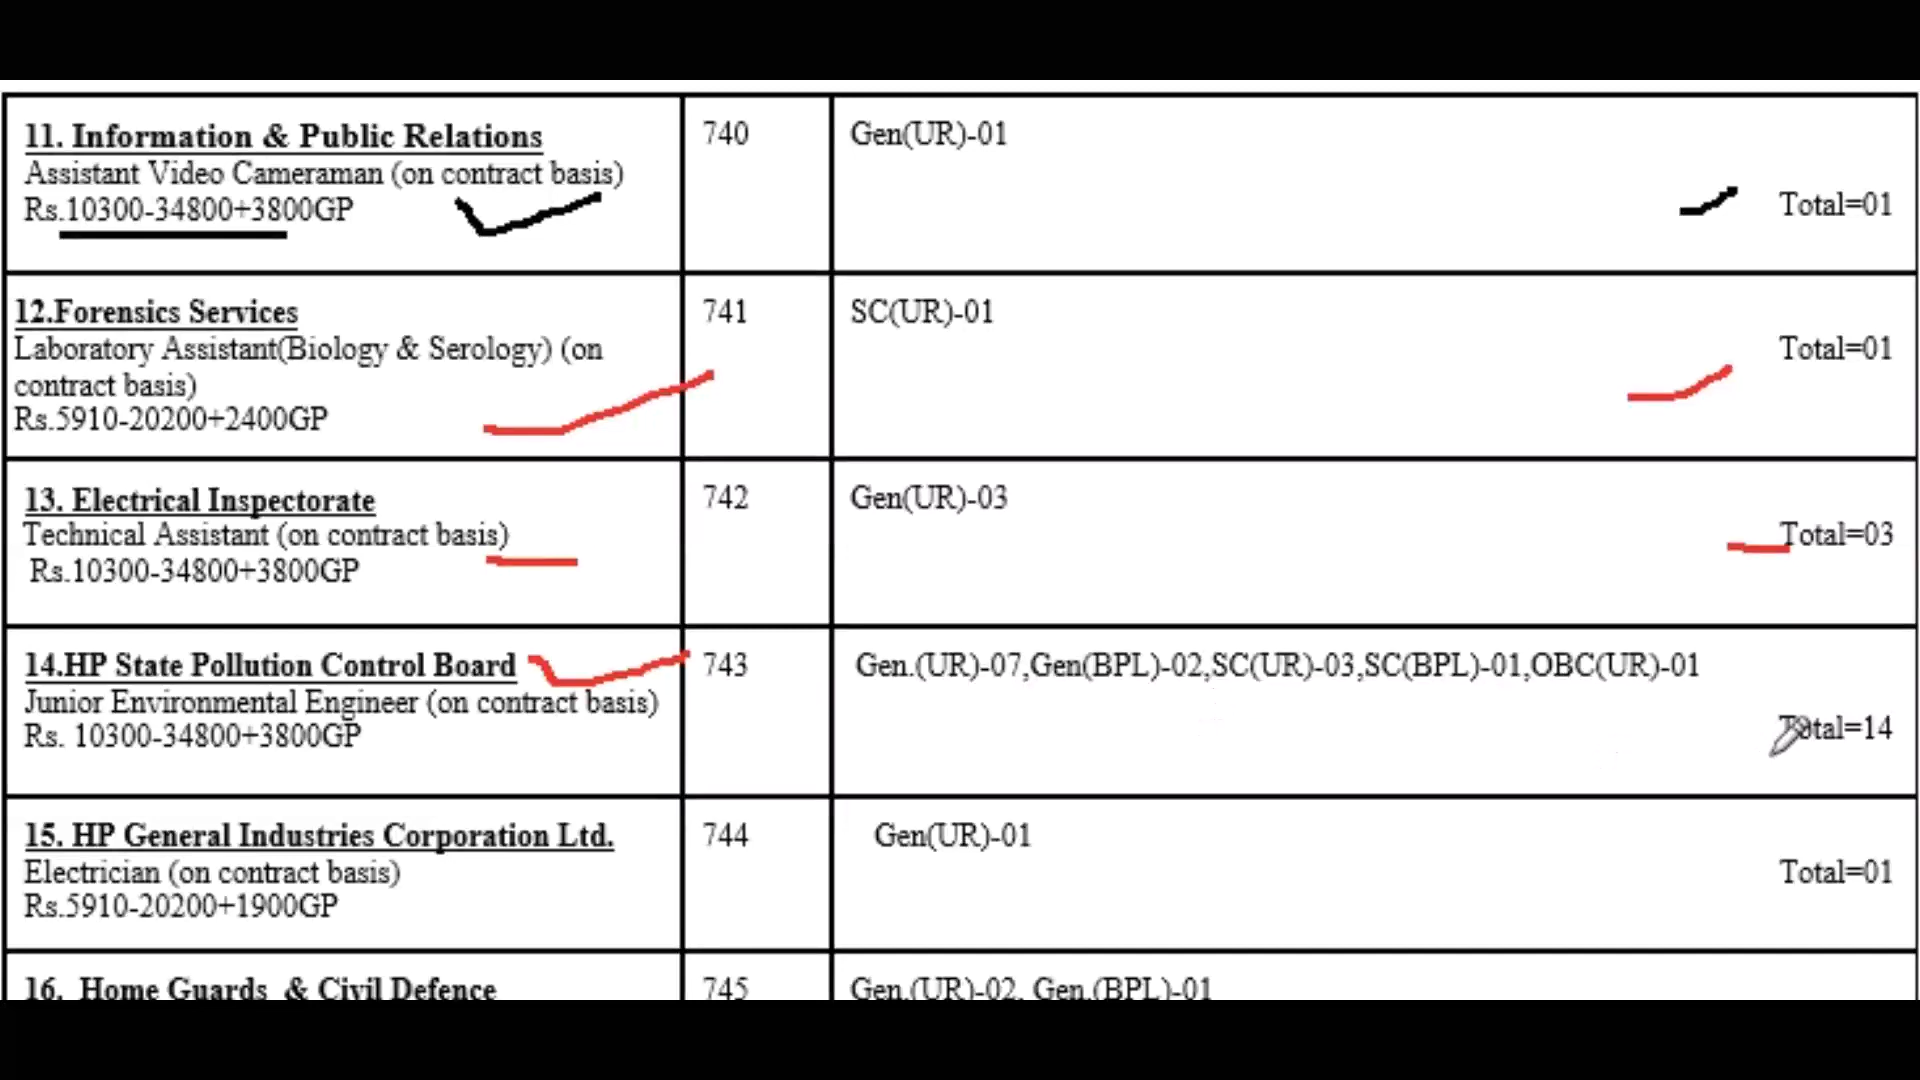 11. Information & Public Relations
Assistant Video Cameraman (on contract basis)
Rs.10300-34800+3800GP
740
Gen(UR)-01
Total=01
12.Forensics Services
Laboratory Assistant(Biology & Serology) (on
contract basis)
Rs.5910-20200+2400GP
741
SC(UR)-01
Total=01
13. Electrical Inspectorate
Technical Assistant (on contract basis)
Rs.10300-34800+3800GP
742
Gen(UR)-03
Total=03
14.HP State Pollution Control Board
Junior Environmental Engineer (on contract basis)
Rs. 10300-34800+3800GP
743
Gen.(UR)-07,Gen(BPL)-02,SC(UR)-03,SC(BPL)-01,OBC(UR)-01
Total=14
15. HP General Industries Corporation Ltd.
Electrician (on contract basis)
Rs.5910-20200+1900GP
744
Gen(UR)-01
Total=01
16. Home Guards & Civil Defence
745
Gen.(UR)-02, Gen.(BPL)-01